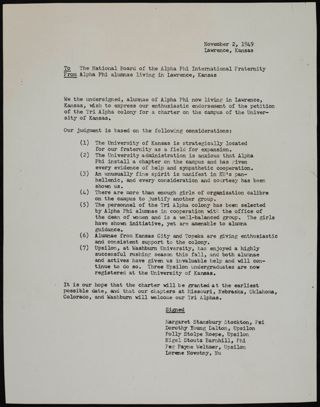 November 2, 1949
Lawrence, Kansas
To The National Board of the Alpha Phi International Fraternity
From Alpha Phi alumnae living in Lawrence, Kansas
We the undersigned, alumnae of Alpha Phi now living in Lawrence,
Kansas, wish to express our enthusiastic endorsement of the petition
of the Tri Alpha colony for a charter on the campus of the Univer-
sity of Kansas.
Our judgment is based on the following considerations:
(1) The University of Kansas is strategically located
for our fraternity as a field for expansion.
(2) The University administration is anxious that Alpha
Phi install a chapter on the campus and has given
every evidence of help and sympathetic cooperation.
(3) An unusually fine spirit is manifest in KU's pan-
hellenic, and every consideration and courtesy has been
shown us.
(4) There are more than enough girls of organization calibre
on the campus to justify another group.
(5) The personnel of the Tri Alpha colony has been selected
by Alpha Phi alumnae in cooperation with the office of
the dean of women and is a well-balanced group. The girls
have shown initiative, yet are amenable to alumna
guidance.
(6) Alumnae from Kansas City and Topeka are giving enthusiastic
and consistent support to the colony.
(7) Upsilon, at Washburn University, has enjoyed a highly
successful rushing season this fall, and both alumnae
and actives have given us invaluable help and will con-
tinue to do so. Three Upsilon undergraduates are now
registered at the University of Kansas.
It is our hope that the charter will be granted at the earliest
possible date, and that our chapters at Missouri, Nebraska, Oklahoma,
Colorado, and Washburn will welcome our Tri Alphas.
Signed
Margaret Stansbury Stockton, Psi
Dorothy Young Dalton, Upsilon
Polly Stolpe Roepe, Upsilon
Stoutz Burnhill, Phi
Payne Weltmer, Upsilon
Lorene Novotny, Nu